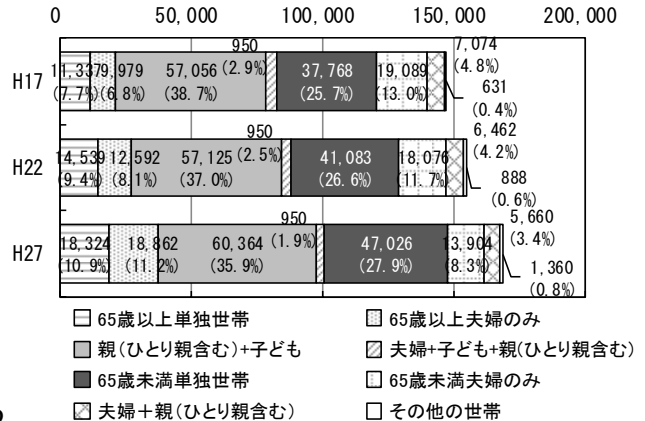 0 50,000 100,000 150,000 200,000
950 7,074
H17 11,337 9,979 57,056 (2.9%) 37,768 19,089 (4.8%)
(7.7%) (6.8%) (38.7%) (25.7%) (13.0%) 631
(0.4%)
950 6,462
H22 14,539 12,592 57,125 (2.5%) 41,083 18,076 (4.2%)
(9.4%) (8.1%) (37.0%) (26.6%) (11.7%) 888
(0.6%)
950 5,660
H27 18,324 18,862 60,364 (1.9%) 47,026 13,904 (3.4%)
(10.9%) (11.2%) (35.9%) (27.9%) (8.3%) 1,360
(0.8%)
65歳以上単独世帯 65歳以上夫婦のみ
親(ひとり親含む)+子ども 夫婦+子ども+親(ひとり親含む)
65歳未満単独世帯 65歳未満夫婦のみ
夫婦+親(ひとり親含む) その他の世帯